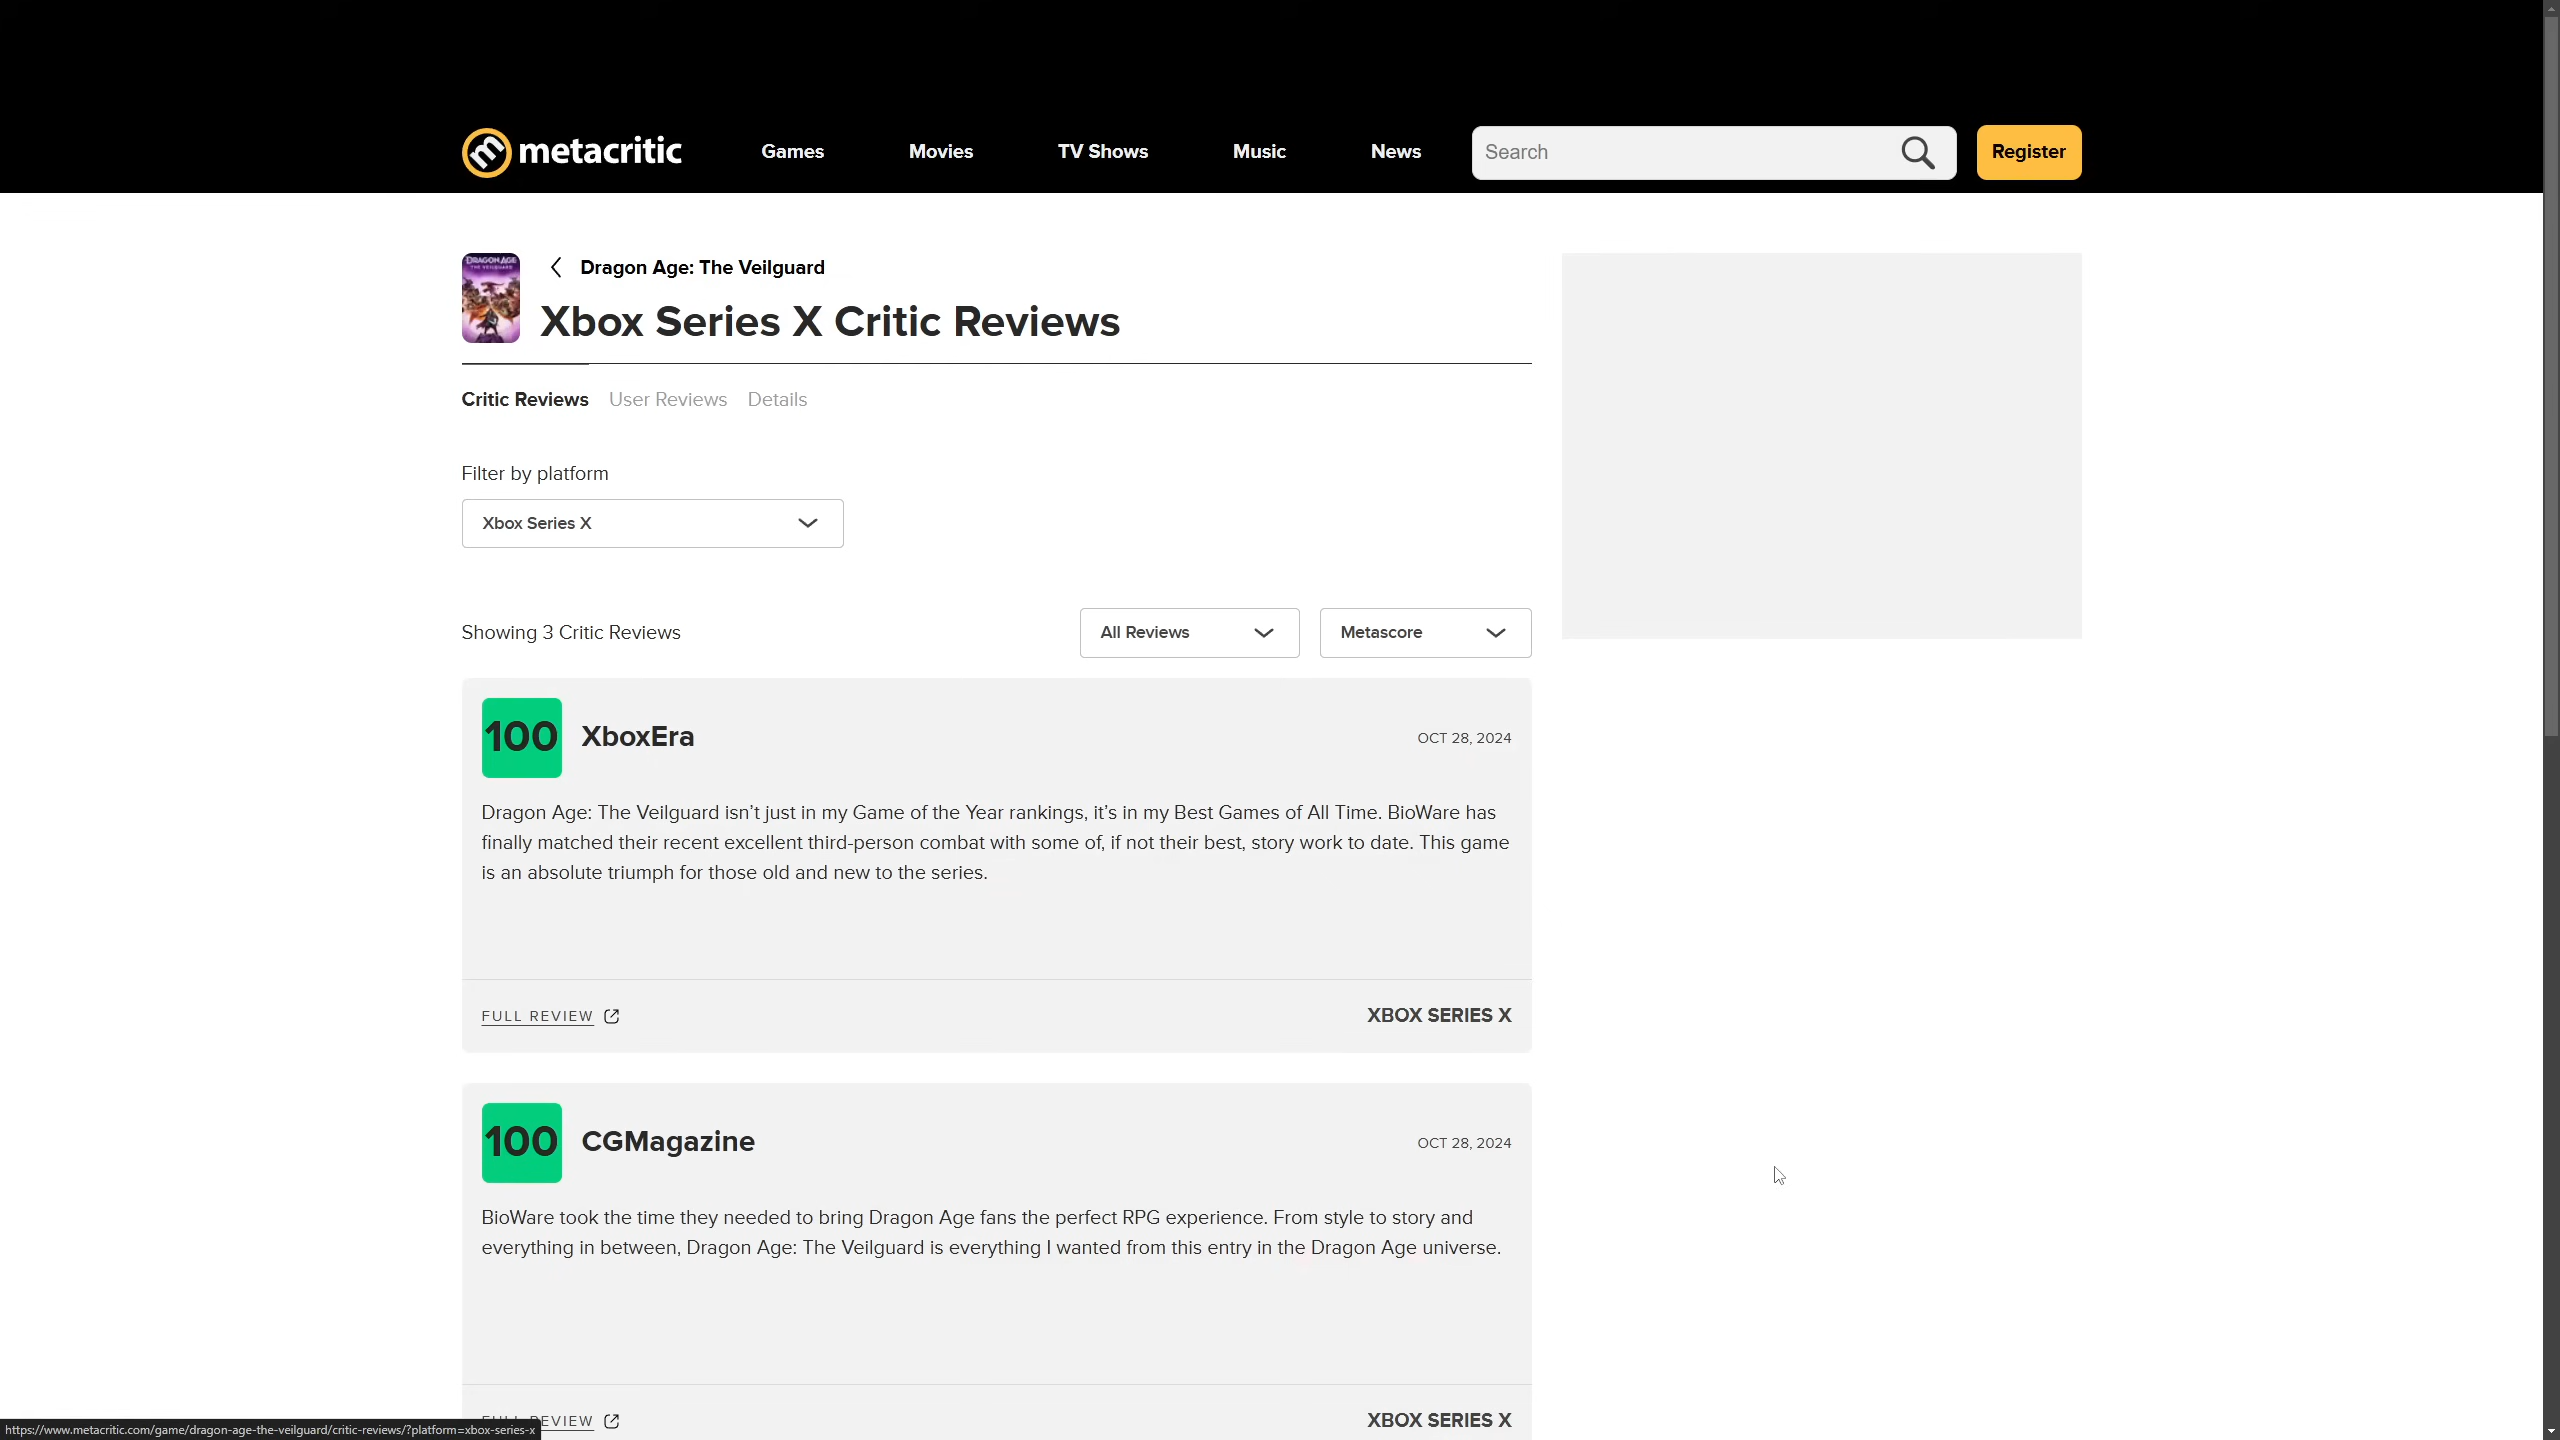 metacritic
Games
Movies
TV Shows
Music
News
Search
Register
DRAGON AGE
THE VEILGUARD
Dragon Age: The Veilguard
Xbox Series X Critic Reviews
Critic Reviews
User Reviews
Details
Filter by platform
Xbox Series X
Showing 3 Critic Reviews
All Reviews
Metascore
100
XboxEra
OCT 28, 2024
Dragon Age: The Veilguard isn’t just in my Game of the Year rankings, it’s in my Best Games of All Time. BioWare has
finally matched their recent excellent third-person combat with some of, if not their best, story work to date. This game
is an absolute triumph for those old and new to the series.
FULL REVIEW
XBOX SERIES X
100
CGMagazine
OCT 28, 2024
BioWare took the time they needed to bring Dragon Age fans the perfect RPG experience. From style to story and
everything in between, Dragon Age: The Veilguard is everything I wanted from this entry in the Dragon Age universe.
FULL REVIEW
XBOX SERIES X
https://www.metacritic.com/game/dragon-age-the-veilguard/critic-reviews/?platform=xbox-series-x